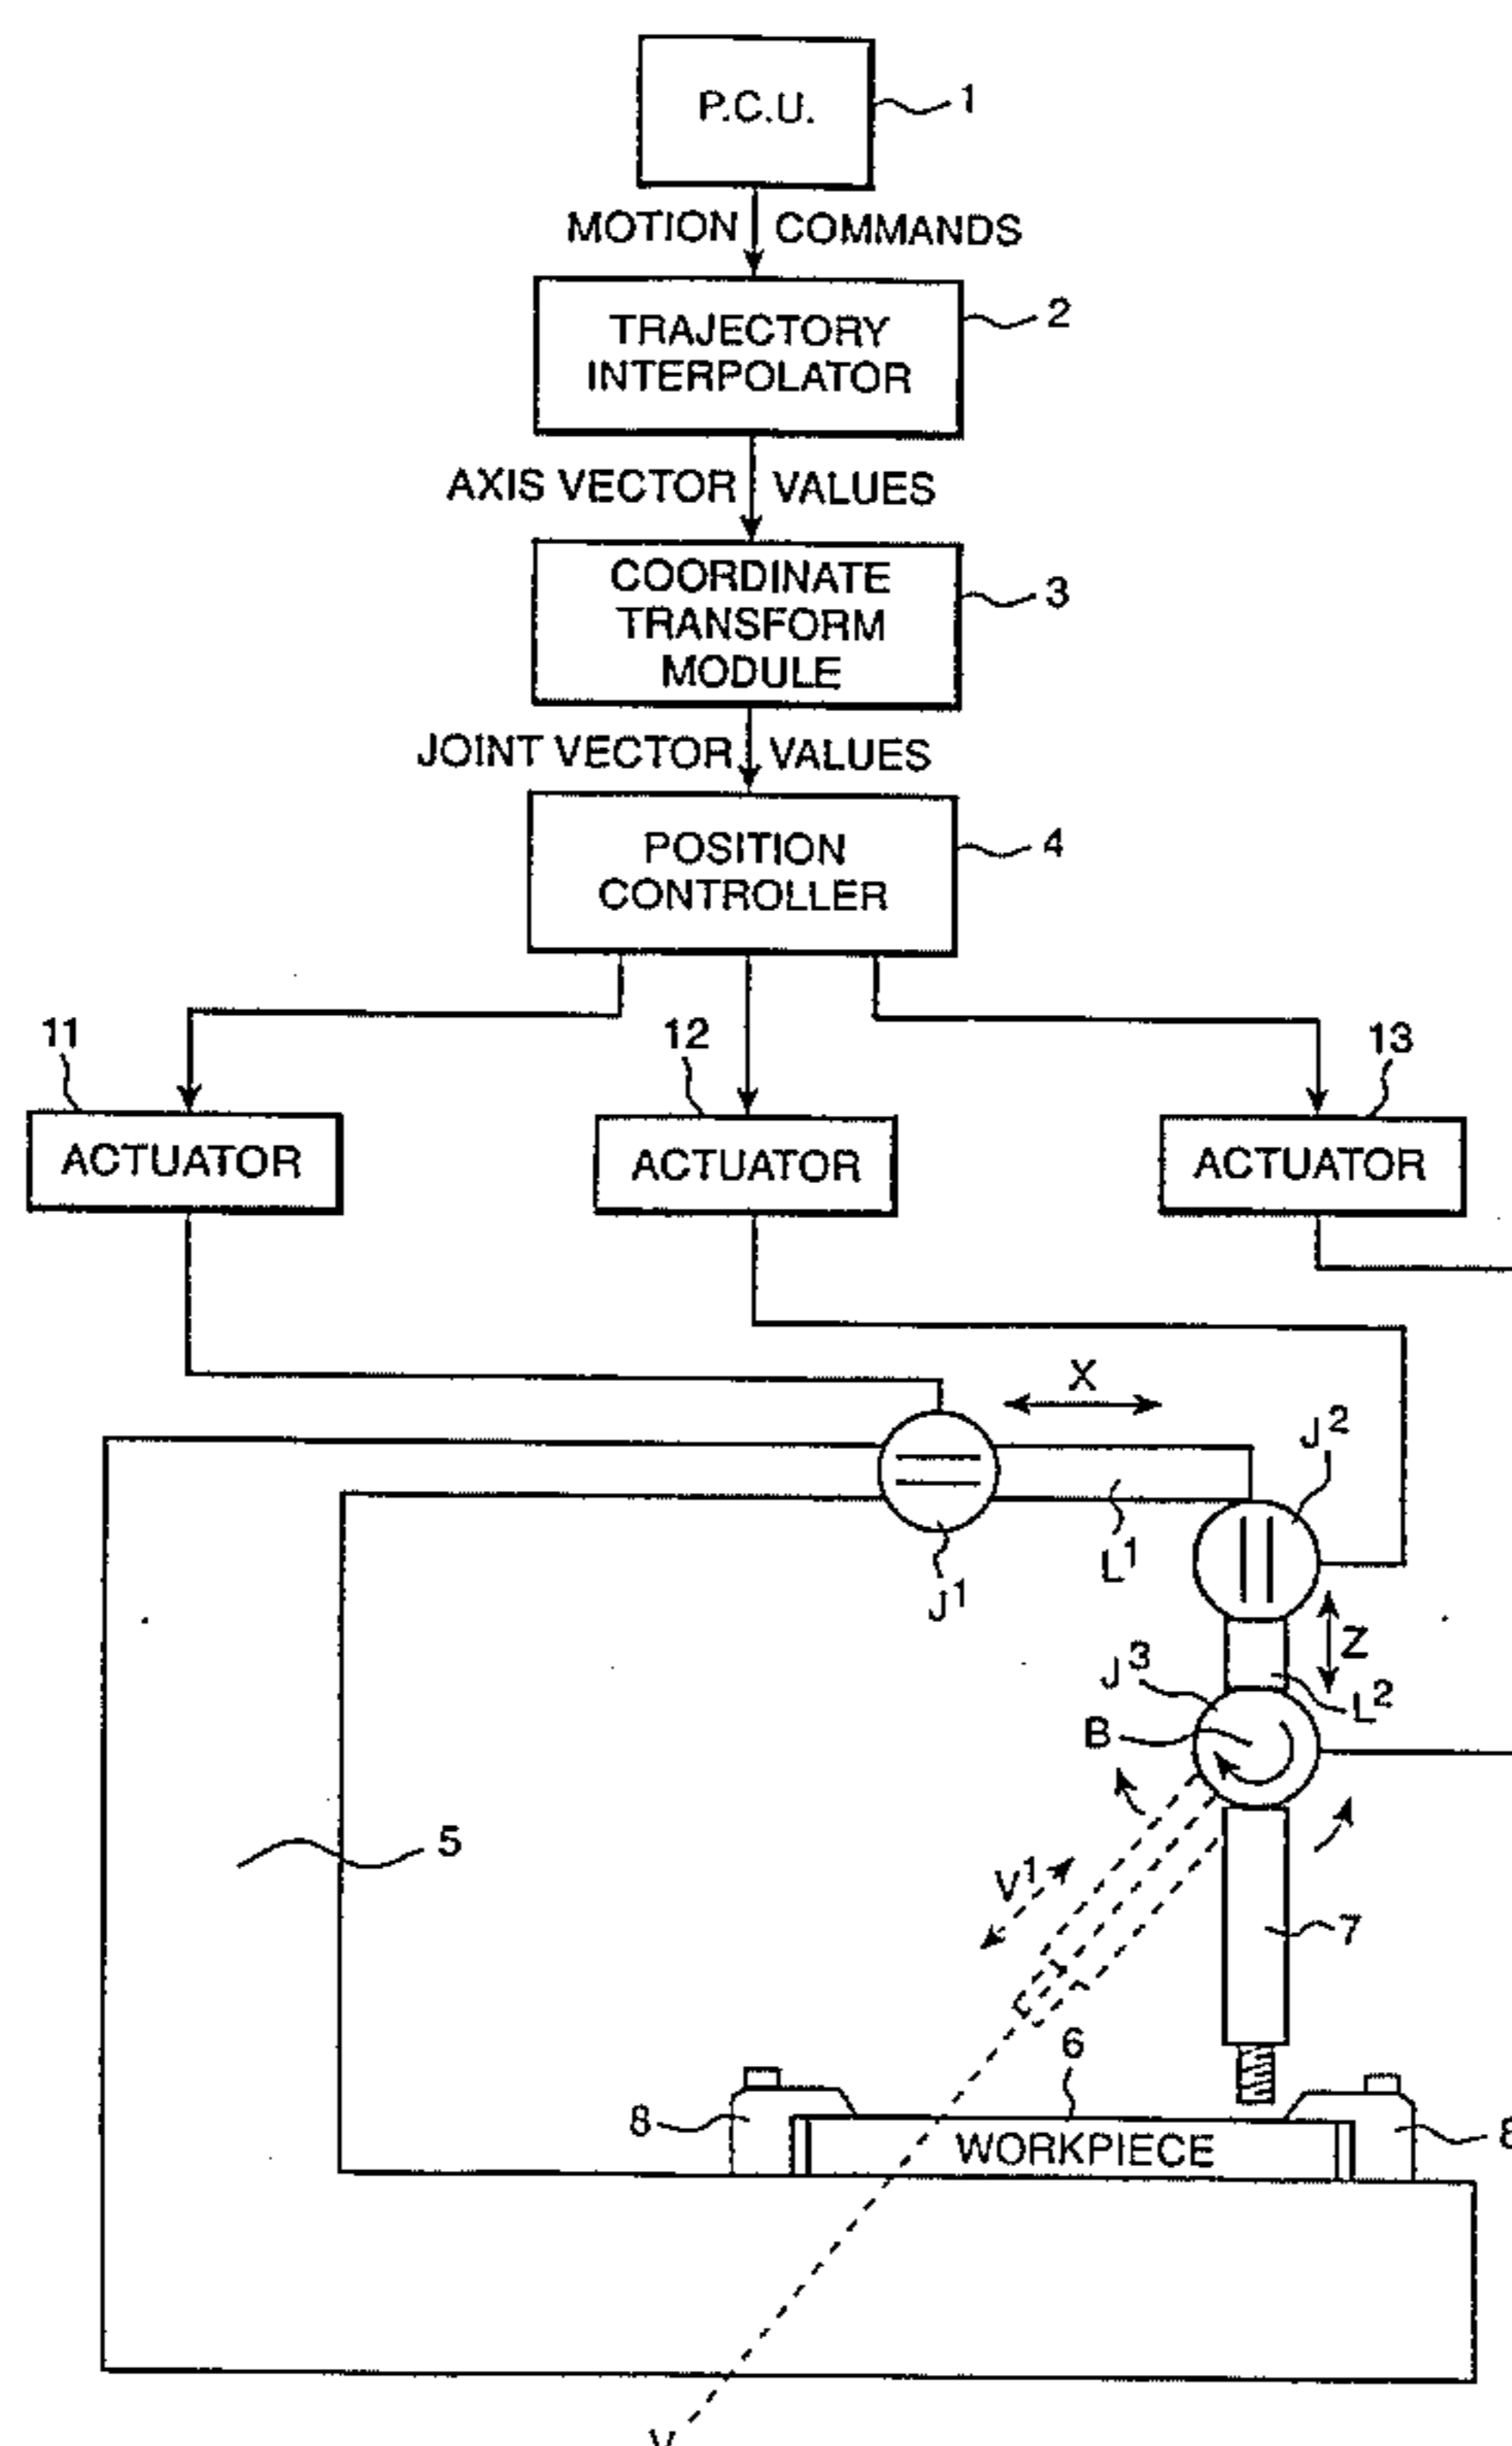 P.C.U.
1
MOTION COMMANDS
2
TRAJECTORY
INTERPOLATOR
AXIS VECTOR VALUES
COORDINATE
TRANSFORM
MODULE
3
JOINT VECTOR VALUES
POSITION
CONTROLLER
4
11
12
13
ACTUATOR
ACTUATOR
ACTUATOR
X
J2
L1
J1
Z
J3
L2
B
5
V1
7
6
8
WORKPIECE
8
V